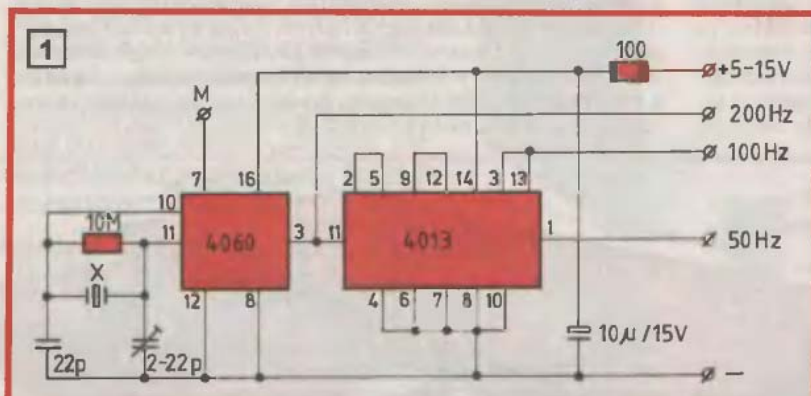 1
100
+5-15V
M
200Hz
100Hz
7 16 2 5 9 12 14 3 13
10
10M
11 4060 3 11 4013 1 50Hz
X
12 8 4 6 7 8 10
22p 2-22p 10μ/15V
-